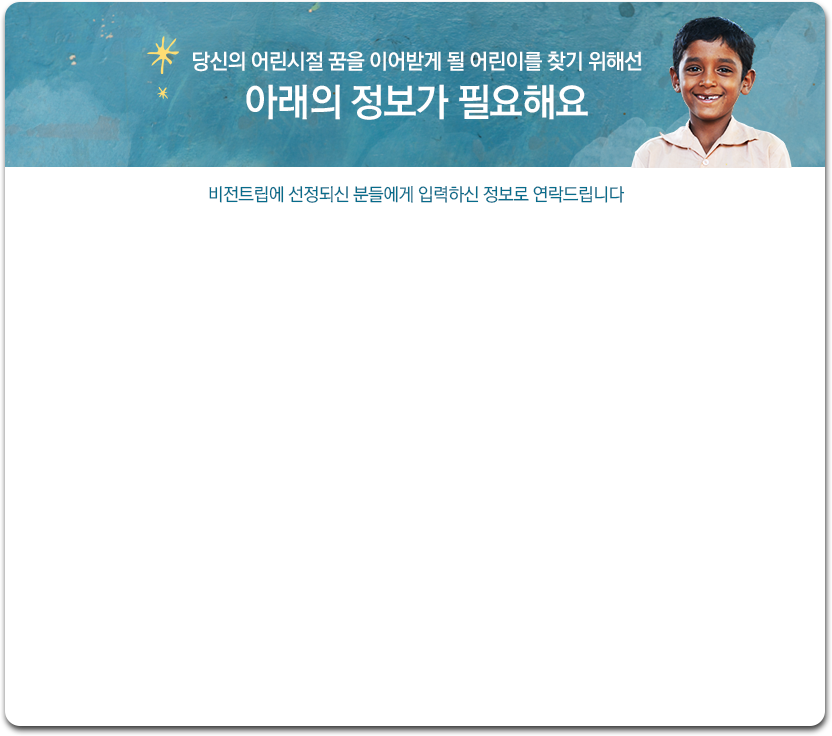 당신의 어린시절 꿈을 이어받게 될 어린이를 찾기 위해선
아래의 정보가 필요해요
비전트립에 선정되신 분들에게 입력하신 정보로 연락드립니다